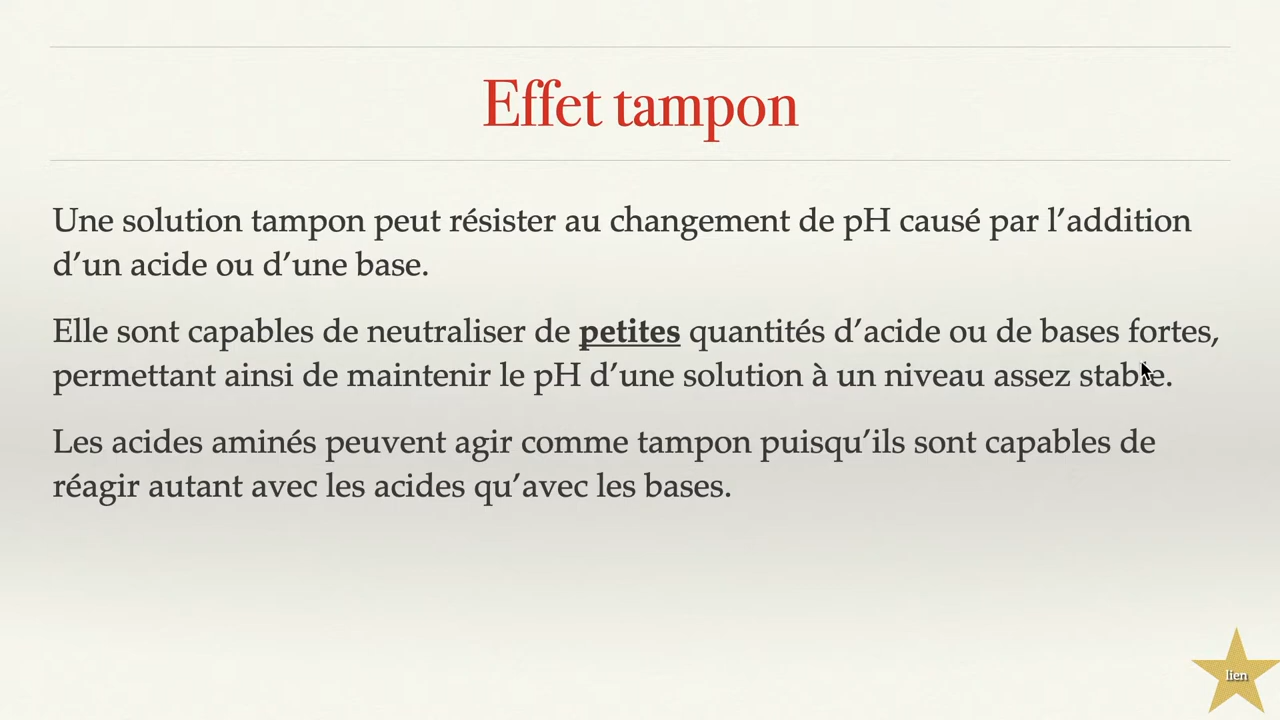 Effet tampon
Une solution tampon peut résister au changement de pH causé par l’addition
d’un acide ou d’une base.
Elle sont capables de neutraliser de petites quantités d’acide ou de bases fortes,
permettant ainsi de maintenir le pH d’une solution à un niveau assez stable.
Les acides aminés peuvent agir comme tampon puisqu’ils sont capables de
réagir autant avec les acides qu’avec les bases.
lien